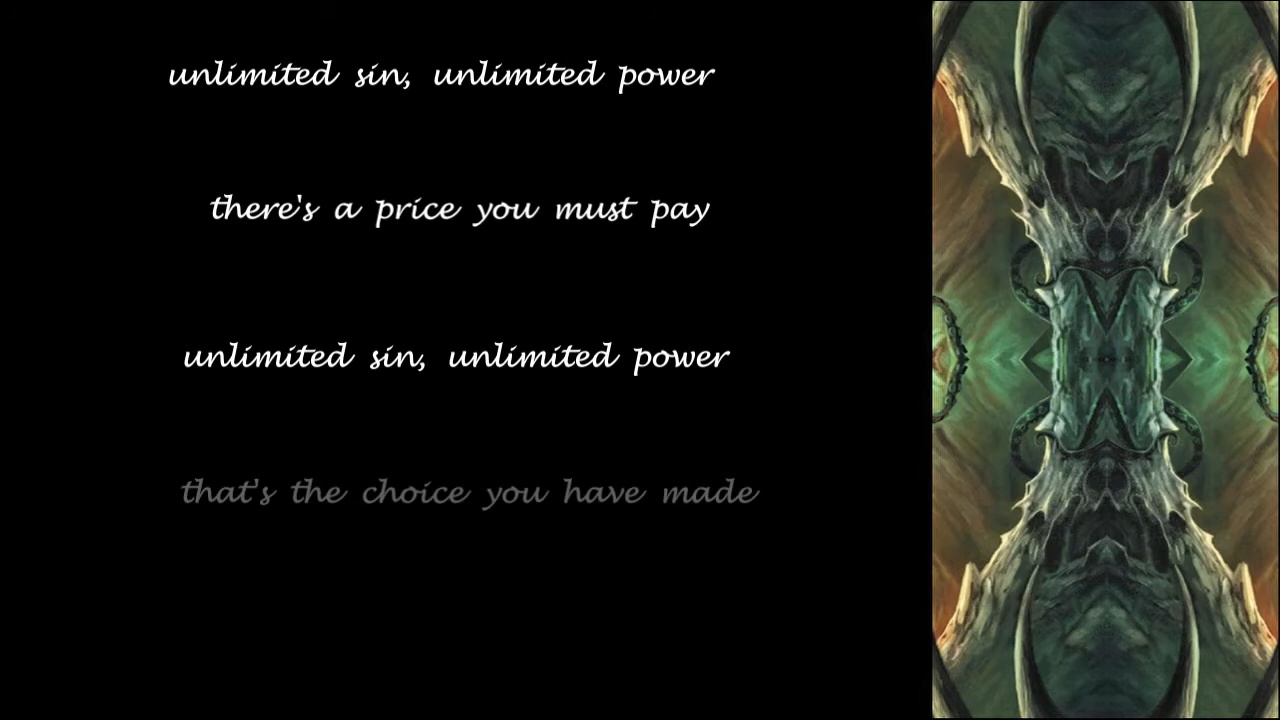 unlimited sin, unlimited power
there's a price you must pay
unlimited sin, unlimited power
that's the choice you have made